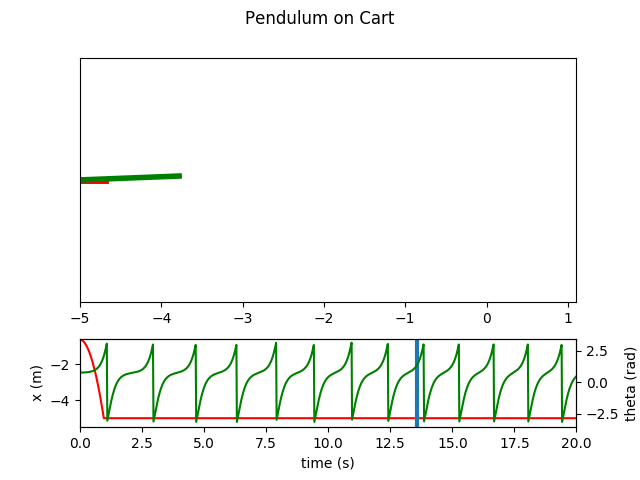 Pendulum on Cart
−5 −4 −3 −2 −1 0 1
−2
−4
x (m)
2.5
0.0
−2.5
theta (rad)
0.0 2.5 5.0 7.5 10.0 12.5 15.0 17.5 20.0
time (s)